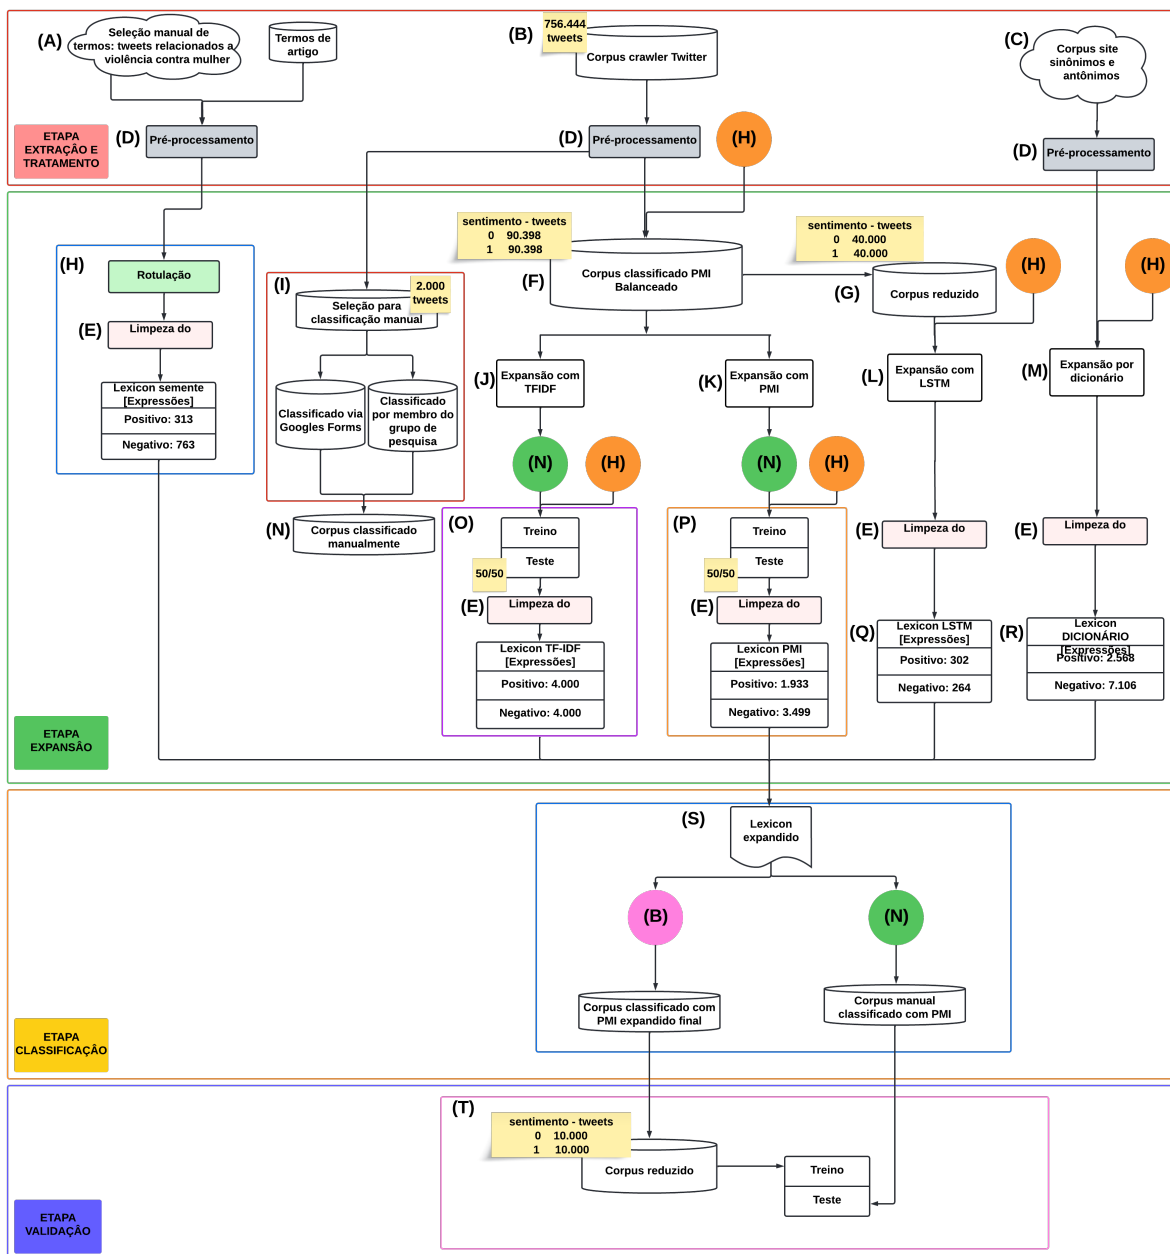 (A)
Seleção manual de
termos: tweets relacionados a
violência contra mulher
Termos de
artigo
(B)
756.444
tweets
Corpus crawler Twitter
(C)
Corpus site
sinônimos e
antônimos
ETAPA
EXTRAÇÂO E
TRATAMENTO
(D)
Pré-processamento
(D)
Pré-processamento
(H)
(D)
Pré-processamento
sentimento - tweets
0 90.398
1 90.398
sentimento - tweets
0 40.000
1 40.000
(H)
Rotulação
(E)
Limpeza do
Lexicon semente
[Expressões]
Positivo: 313
Negativo: 763
(I)
2.000
tweets
Seleção para
classificação manual
Classificado via
Googles Forms
Classificado
por membro do
grupo de
pesquisa
(N)
Corpus classificado
manualmente
(F)
Corpus classificado PMI
Balanceado
(G)
Corpus reduzido
(H)
(H)
(J)
Expansão com
TFIDF
(K)
Expansão com
PMI
(L)
Expansão com
LSTM
(M)
Expansão por
dicionário
(N)
(H)
(N)
(H)
(O)
Treino
Teste
50/50
(E)
Limpeza do
Lexicon TF-IDF
[Expressões]
Positivo: 4.000
Negativo: 4.000
(P)
Treino
Teste
50/50
(E)
Limpeza do
Lexicon PMI
[Expressões]
Positivo: 1.933
Negativo: 3.499
(E)
Limpeza do
(Q)
Lexicon LSTM
[Expressões]
Positivo: 302
Negativo: 264
(E)
Limpeza do
(R)
Lexicon
DICIONÁRIO
[Expressões]
Positivo: 2.568
Negativo: 7.106
ETAPA
EXPANSÂO
(S)
Lexicon
expandido
(B)
(N)
Corpus classificado com
PMI expandido final
Corpus manual
classificado com PMI
ETAPA
CLASSIFICAÇÂO
(T)
sentimento - tweets
0 10.000
1 10.000
Corpus reduzido
Treino
Teste
ETAPA
VALIDAÇÂO